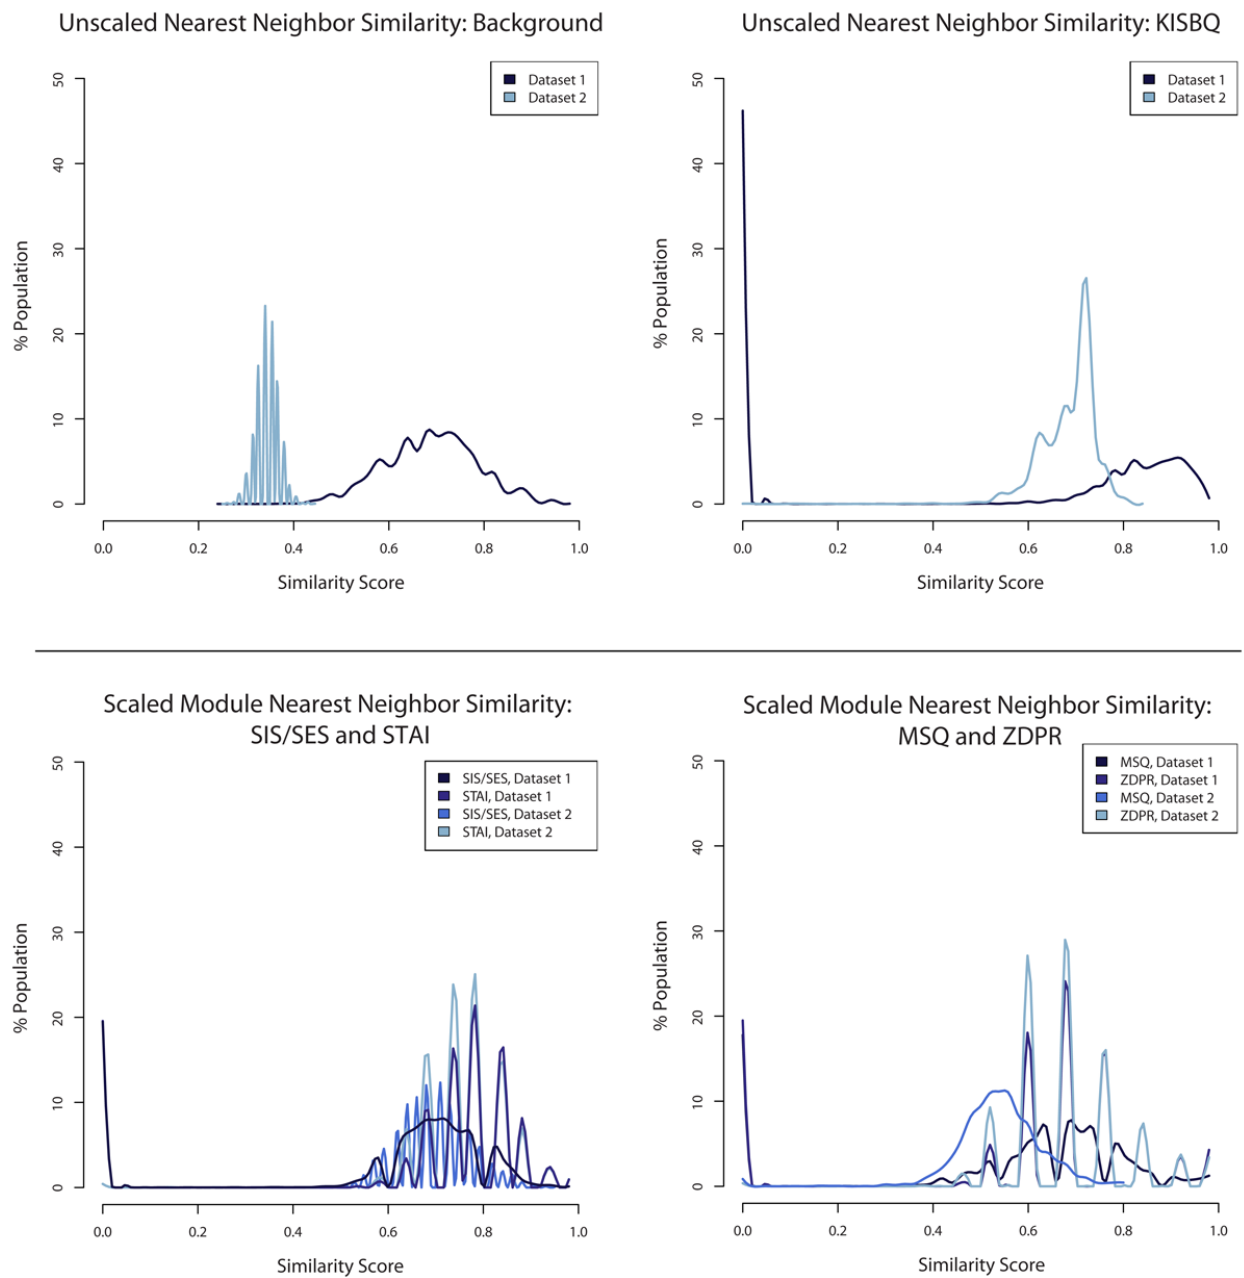 Unscaled Nearest Neighbor Similarity: Background
Dataset 1
Dataset 2
50
40
30
20
10
0
% Population
0.0 0.2 0.4 0.6 0.8 1.0
Similarity Score
Unscaled Nearest Neighbor Similarity: KISBQ
Dataset 1
Dataset 2
50
40
30
20
10
0
% Population
0.0 0.2 0.4 0.6 0.8 1.0
Similarity Score
Scaled Module Nearest Neighbor Similarity:
SIS/SES and STAI
SIS/SES, Dataset 1
STAI, Dataset 1
SIS/SES, Dataset 2
STAI, Dataset 2
50
40
30
20
10
0
% Population
0.0 0.2 0.4 0.6 0.8 1.0
Similarity Score
Scaled Module Nearest Neighbor Similarity:
MSQ and ZDPR
MSQ, Dataset 1
ZDPR, Dataset 1
MSQ, Dataset 2
ZDPR, Dataset 2
50
40
30
20
10
0
% Population
0.0 0.2 0.4 0.6 0.8 1.0
Similarity Score